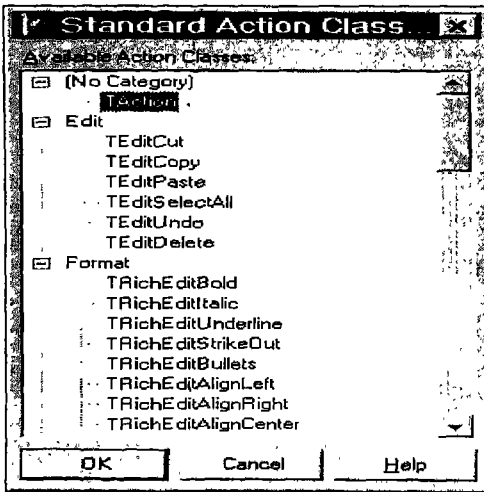 Standard Action Class...
Available Action Classes:
(No Category)
TAction
Edit
TEditCut
TEditCopy
TEditPaste
TEditSelectAll
TEditUndo
TEditDelete
Format
TRichEditBold
TRichEditItalic
TRichEditUnderline
TRichEditStrikeOut
TRichEditBullets
TRichEditAlignLeft
TRichEditAlignRight
TRichEditAlignCenter
OK Cancel Help